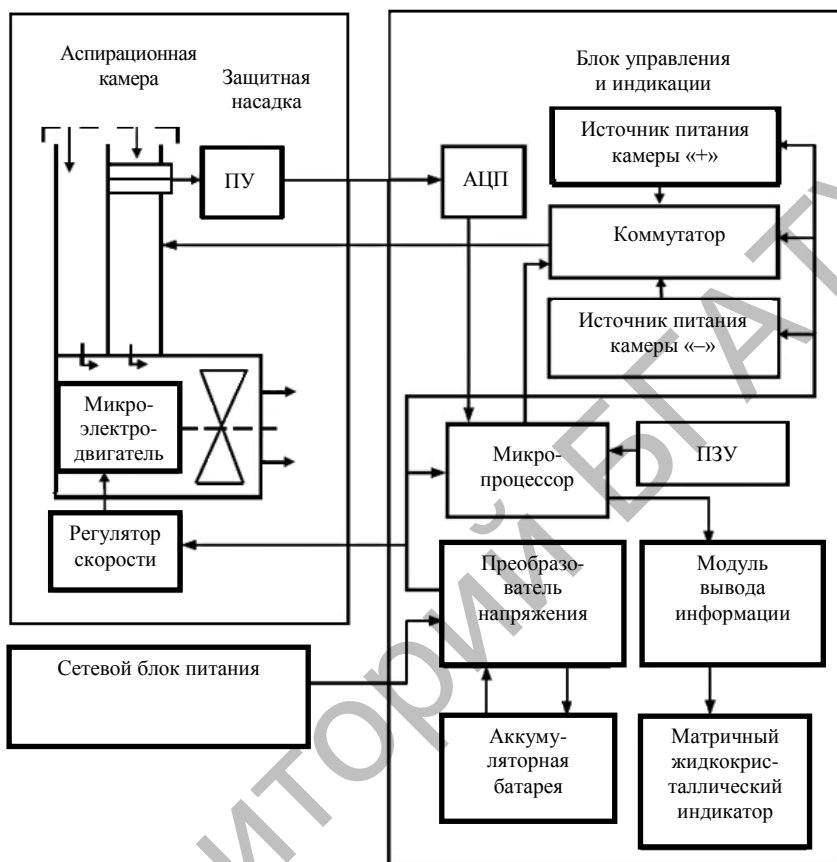 Аспирационная
камера
Защитная
насадка
ПУ
Микро-
электро-
двигатель
Регулятор
скорости
Сетевой блок питания
Блок управления
и индикации
Источник питания
камеры «+»
АЦП
Коммутатор
Источник питания
камеры «–»
Микро-
процессор
ПЗУ
Преобразо-
ватель
напряжения
Модуль
вывода
информации
Аккуму-
ляторная
батарея
Матричный
жидкокрис-
таллический
индикатор
иторий БГАТУ